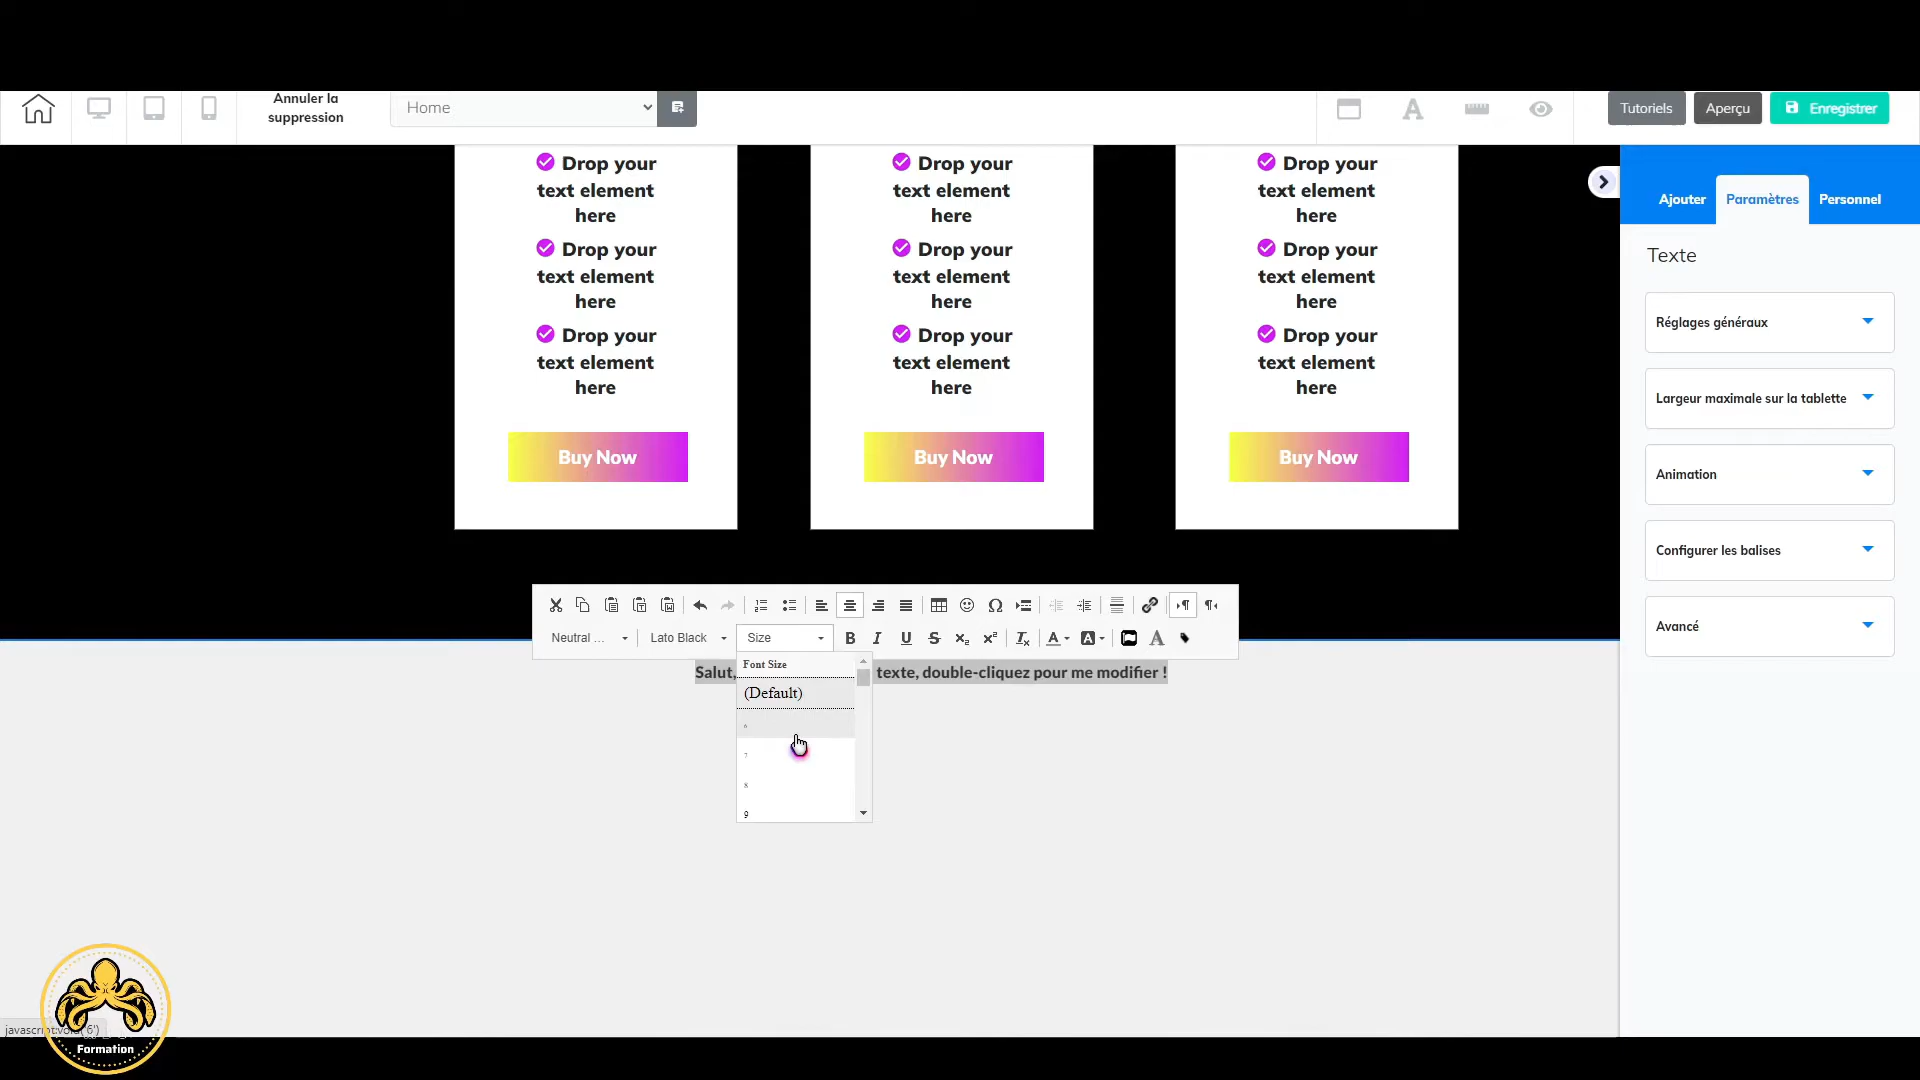 Annuler la
suppression
Home
Tutoriels
Aperçu
Enregistrer
Drop your
text element
here
Drop your
text element
here
Drop your
text element
here
Buy Now
Drop your
text element
here
Drop your
text element
here
Drop your
text element
here
Buy Now
Drop your
text element
here
Drop your
text element
here
Drop your
text element
here
Buy Now
Ajouter
Paramètres
Personnel
Texte
Réglages généraux
Largeur maximale sur la tablette
Animation
Configurer les balises
Avancé
Neutral ...
Lato Black
Size
Salut, texte, double-cliquez pour me modifier !
Font Size
(Default)
6
7
8
9
Formation